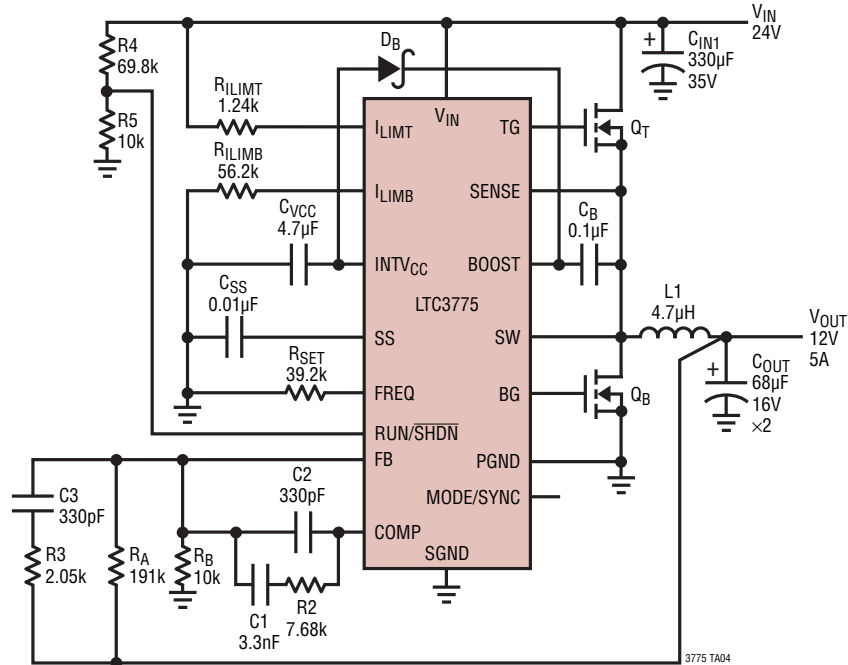 V_IN
24V
R4
69.8k
D_B
+
C_IN1
330µF
35V
R_ILIMT
1.24k
V_IN
I_LIMT
TG
Q_T
R5
10k
R_ILIMB
56.2k
I_LIMB
SENSE
C_VCC
4.7µF
C_B
0.1µF
INTV_CC
BOOST
C_SS
0.01µF
LTC3775
L1
4.7µH
SS
SW
V_OUT
12V
5A
R_SET
39.2k
+
C_OUT
68µF
16V
×2
FREQ
BG
Q_B
RUN/SHDN
FB
PGND
C3
330pF
C2
330pF
MODE/SYNC
COMP
SGND
R3
2.05k
R_A
191k
R_B
10k
C1
3.3nF
R2
7.68k
3775 TA04